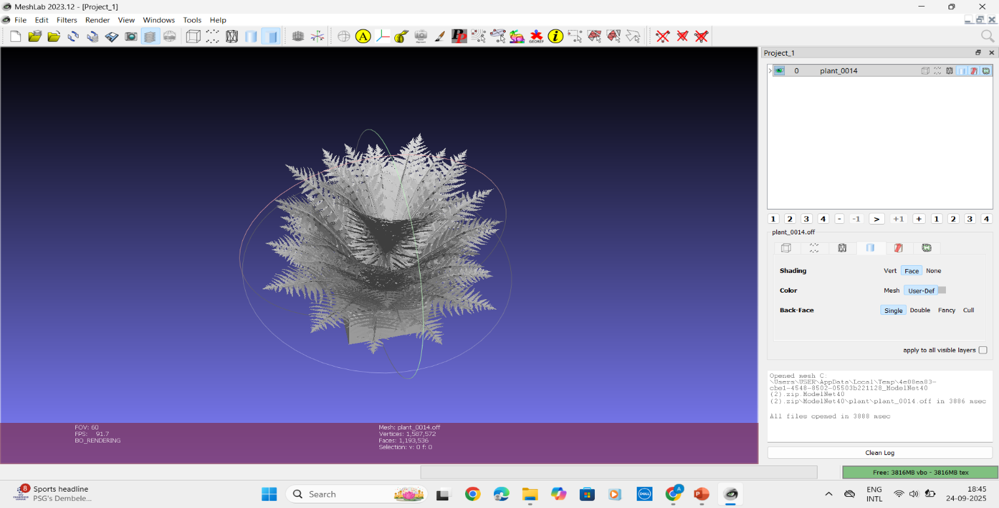 MeshLab 2023.12 - [Project_1]
File Edit Filters Render View Windows Tools Help
A
Pp
GEOREF
i
Project_1
0 plant_0014
1 2 3 4 - -1 > +1 + 1 2 3 4
plant_0014.off
Shading Vert Face None
Color Mesh User-Def
Back-Face Single Double Fancy Cull
apply to all visible layers
Opened mesh C:
\Users\USER\AppData\Local\Temp\4e08ea83-
cbe1-4548-8502-05503b221128_ModelNet40
(2).zip.ModelNet40
(2).zip\ModelNet40\plant\plant_0014.off in 3886 msec
All files opened in 3888 msec
Clean Log
FOV: 60
FPS: 91.7
BO_RENDERING
Mesh: plant_0014.off
Vertices: 1,587,572
Faces: 1,193,536
Selection: v: 0 f: 0
Free: 3816MB vbo - 3816MB tex
8
Sports headline
PSG's Dembele...
Search
DELL
A
P
ENG
INTL
18:45
24-09-2025